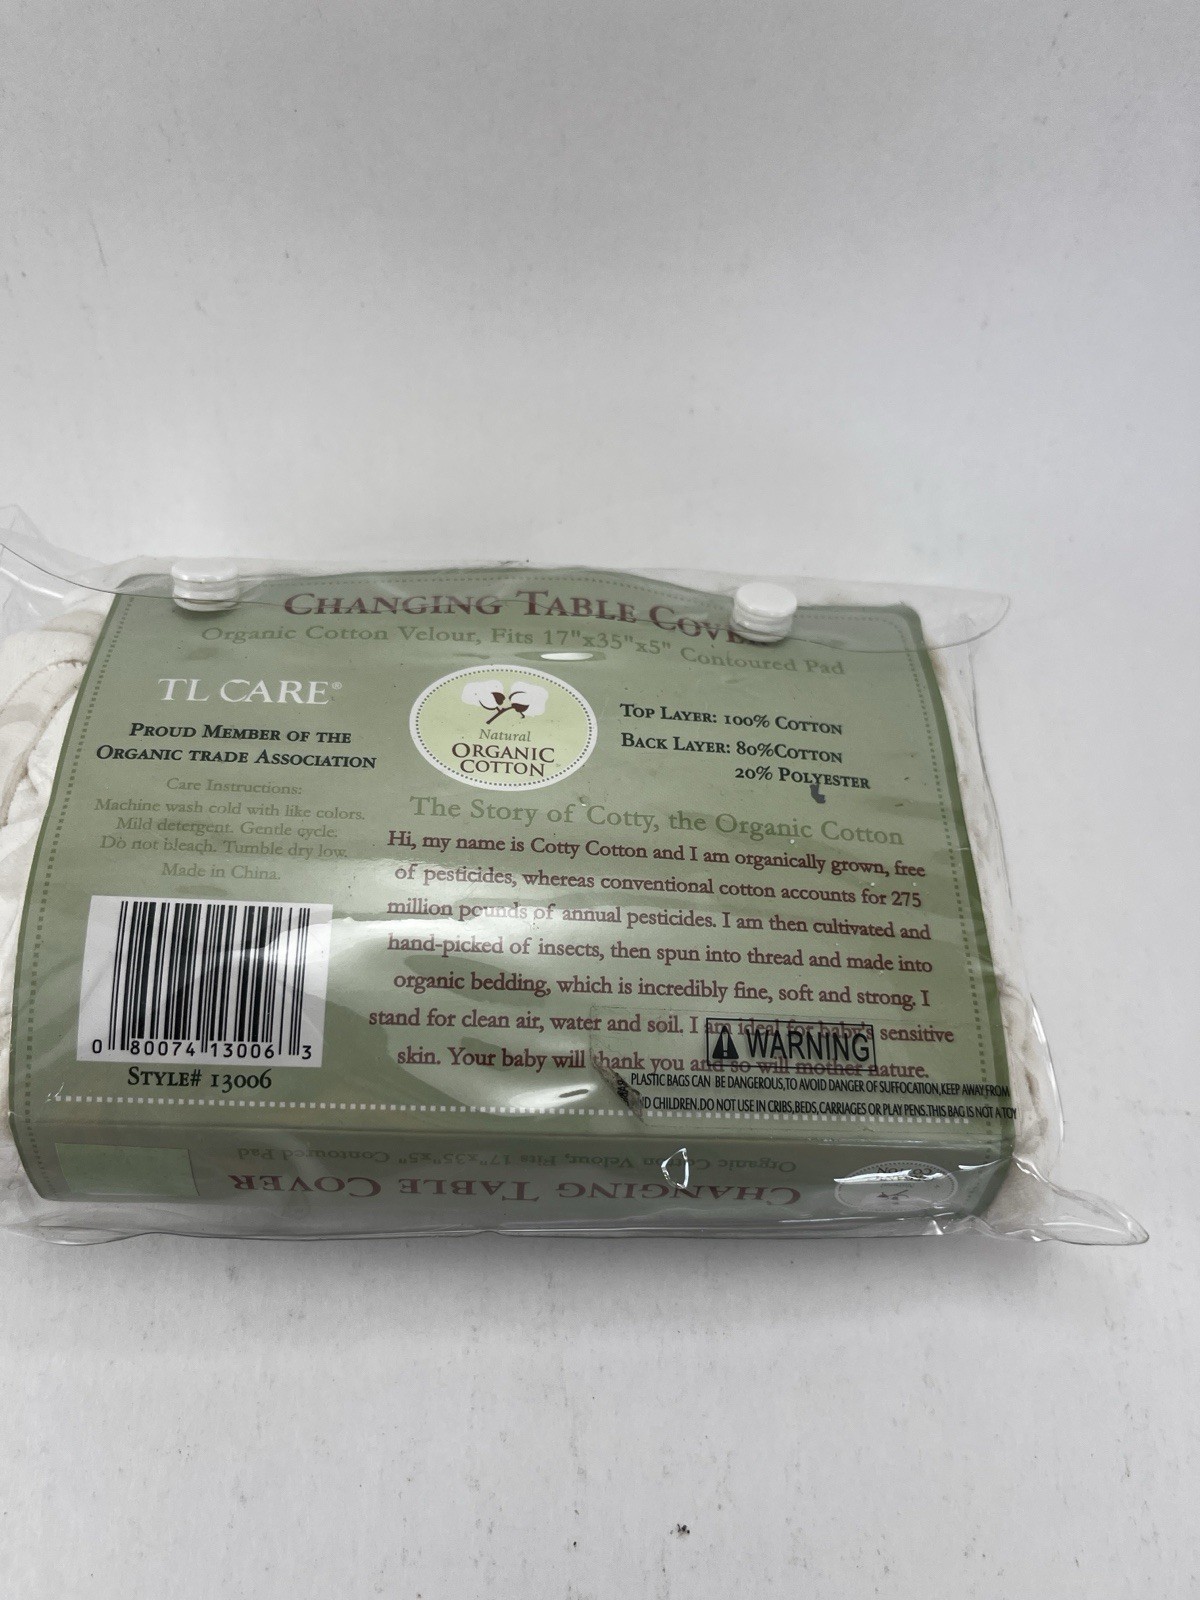 CHANGING TABLE COVE
Organic Cotton Velour, Fits 17"x35"x5" Contoured Pad
TL CARE®
PROUD MEMBER OF THE
ORGANIC TRADE ASSOCIATION
Care Instructions:
Machine wash cold with like colors.
Mild detergent. Gentle cycle.
Do not bleach. Tumble dry low.
Made in China.
0 80074 13006 3
STYLE# 13006
Natural
ORGANIC
COTTON
TOP LAYER: 100% COTTON
BACK LAYER: 80%COTTON
20% POLYESTER
The Story of Cotty, the Organic Cotton
Hi, my name is Cotty Cotton and I am organically grown, free
of pesticides, whereas conventional cotton accounts for 275
million pounds of annual pesticides. I am then cultivated and
hand-picked of insects, then spun into thread and made into
organic bedding, which is incredibly fine, soft and strong. I
stand for clean air, water and soil. I am ideal for baby's sensitive
skin. Your baby will thank you and so will mother nature.
WARNING
PLASTIC BAGS CAN BE DANGEROUS,TO AVOID DANGER OF SUFFOCATION,KEEP AWAY FROM
D CHILDREN.DO NOT USE IN CRIBS,BEDS,CARRIAGES OR PLAY PENS.THIS BAG IS NOT A TOY
CHANGING TABLE COVER
Organic Cotton Velour, Fits 17"x35"x5" Contoured Pad